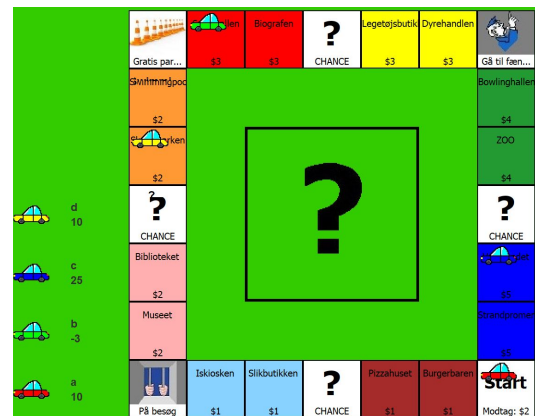 Biografen
Legetøjsbutik
Dyrehandlen
Gratis par...
$3
$3
?
CHANCE
$3
$3
Gå til fæn...
$2
Bowlinghallen
$4
$2
ZOO
$4
?
CHANCE
?
?
CHANCE
d
10
Biblioteket
$2
c
25
$5
Museet
$2
b
-3
$5
a
10
På besøg
Iskiosken
$1
Slikbutikken
$1
?
CHANCE
Pizzahuset
$1
Burgerbaren
$1
Start
Modtag: $2